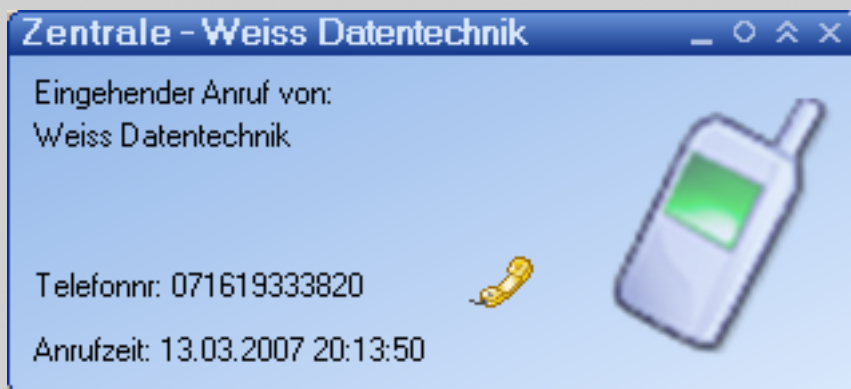 Zentrale - Weiss Datentechnik
Eingehender Anruf von:
Weiss Datentechnik
Telefonnr: 071619333820
Anrufzeit: 13.03.2007 20:13:50